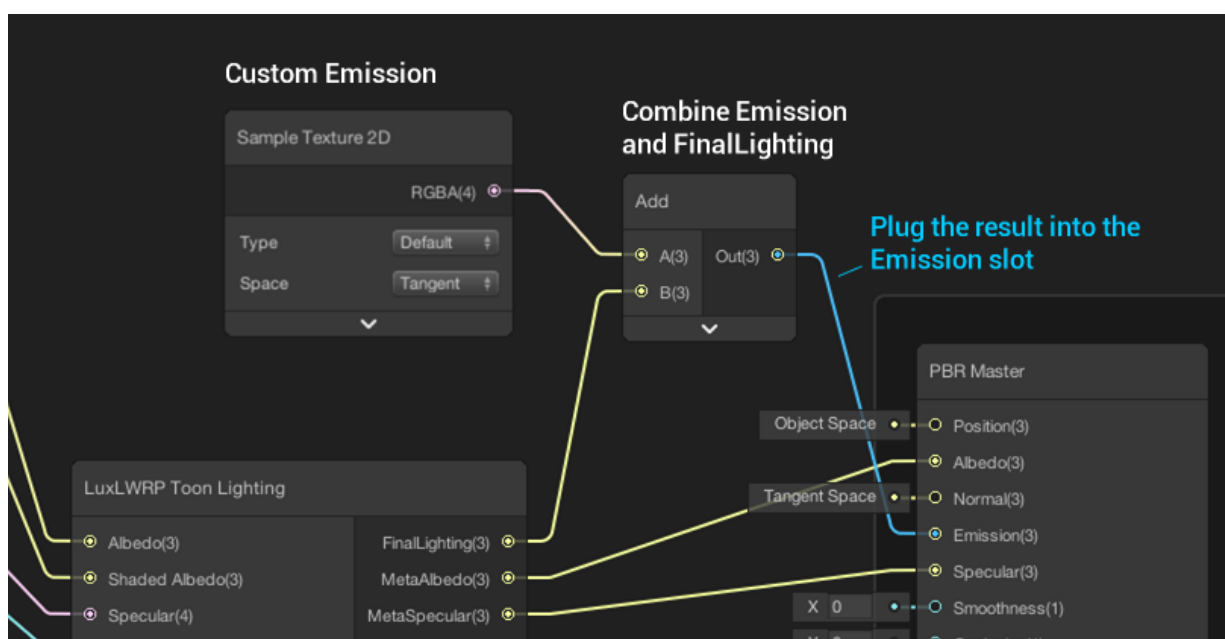 Custom Emission
Sample Texture 2D
RGBA(4)
Type Default
Space Tangent
Combine Emission
and FinalLighting
Add
A(3) Out(3)
B(3)
Plug the result into the
Emission slot
PBR Master
Object Space Position(3)
Albedo(3)
Tangent Space Normal(3)
Emission(3)
Specular(3)
X 0 Smoothness(1)
LuxLWRP Toon Lighting
Albedo(3) FinalLighting(3)
Shaded Albedo(3) MetaAlbedo(3)
Specular(4) MetaSpecular(3)